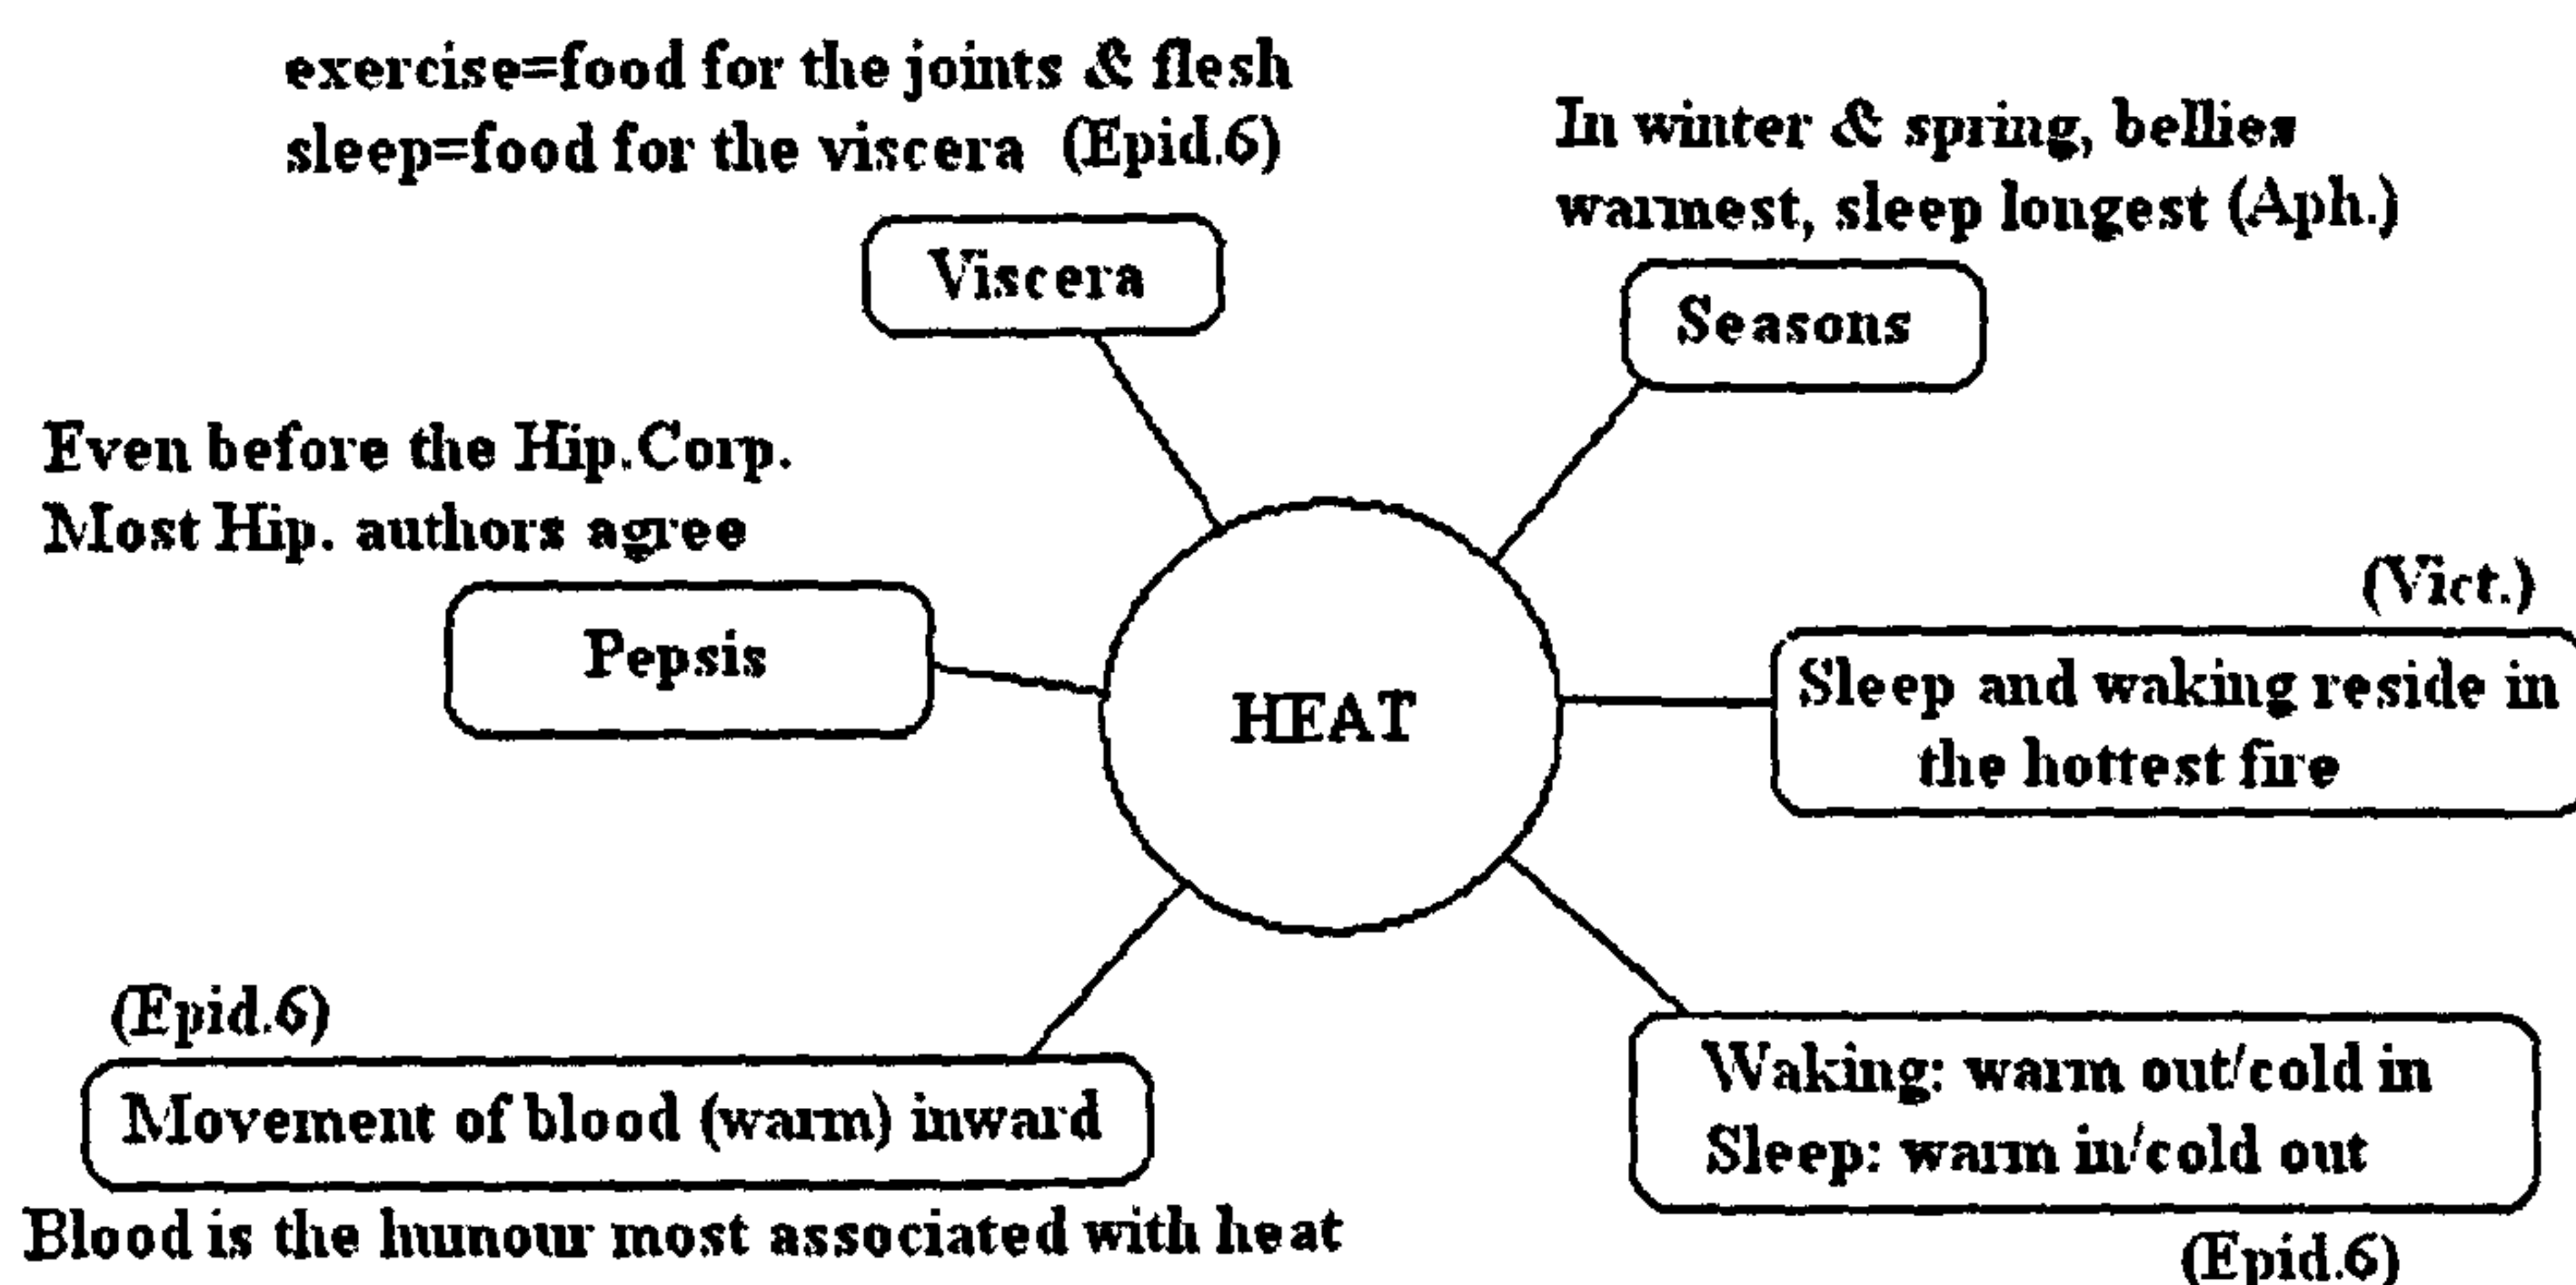 exercise=food for the joints & flesh
sleep=food for the viscera (Epid.6)
Viscera
In winter & spring, bellies
warmest, sleep longest (Aph.)
Seasons
Even before the Hip.Corp.
Most Hip. authors agree
Pepsis
HEAT
(Vict.)
Sleep and waking reside in
the hottest fire
(Epid.6)
Movement of blood (warm) inward
Blood is the humour most associated with heat
Waking: warm out/cold in
Sleep: warm in/cold out
(Epid.6)